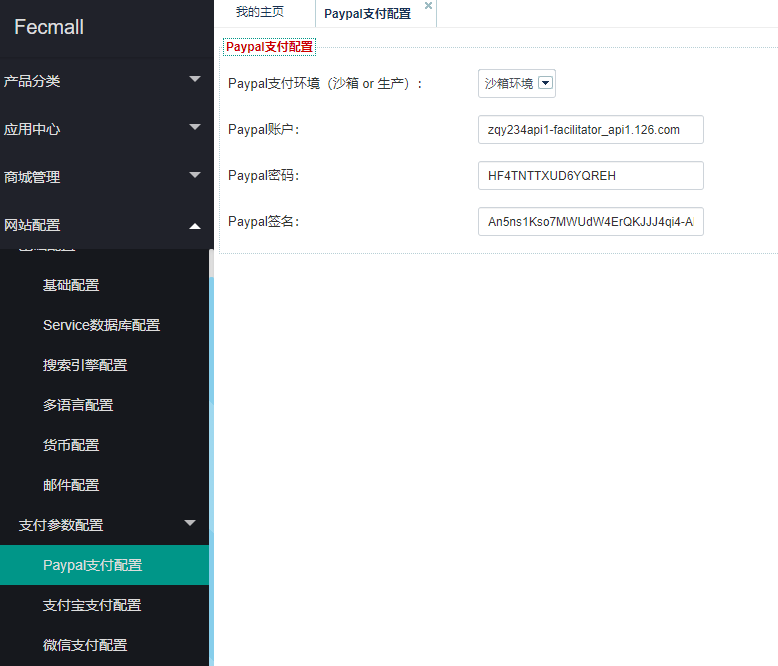 Fecmall
我的主页
Paypal支付配置
产品分类
应用中心
商城管理
网站配置
基础配置
基础配置
Service数据库配置
搜索引擎配置
多语言配置
货币配置
邮件配置
支付参数配置
Paypal支付配置
支付宝支付配置
微信支付配置
Paypal支付配置
Paypal支付环境（沙箱 or 生产）：
沙箱环境
Paypal账户：
zqy234api1-facilitator_api1.126.com
Paypal密码：
HF4TNTTXUD6YQREH
Paypal签名：
An5ns1Kso7MWUdW4ErQKJJJ4qi4-A